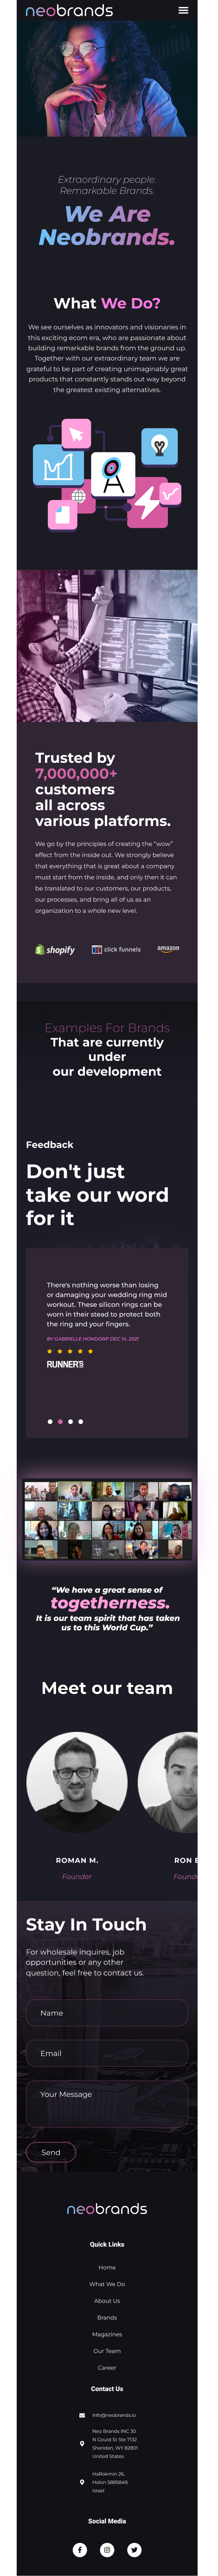 neobrands
Extraordinary people.
Remarkable Brands.
We Are
Neobrands.
What We Do?
We see ourselves as innovators and visionaries in
this exciting ecom era, who are passionate about
building remarkable brands from the ground up.
Together with our extraordinary team we are
grateful to be part of creating unimaginably great
products that constantly stands out way beyond
the greatest existing alternatives.
Trusted by
7,000,000+
customers
all across
various platforms.
We go by the principles of creating the "wow"
effect from the inside out. We strongly believe
that everything that is great about a company
must start from the inside, and only then it can
be translated to our customers, our products,
our processes, and bring all of us as an
organization to a whole new level.
shopify click funnels amazon
Examples For Brands
That are currently
under
our development
Feedback
Don't just
take our word
for it
There's nothing worse than losing
or damaging your wedding ring mid
workout. These silicon rings can be
worn in their stead to protect both
the ring and your fingers.
BY GABRIELLE HONDORP DEC 14, 2021
RUNNER'S
"We have a great sense of
togetherness.
It is our team spirit that has taken
us to this World Cup."
Meet our team
ROMAN M. RON B
Founder Founde
Stay In Touch
For wholesale inquires, job
opportunities or any other
question, feel free to contact us.
Name
Email
Your Message
Send
neobrands
Quick Links
Home
What We Do
About Us
Brands
Magazines
Our Team
Career
Contact Us
info@neobrands.io
Neo Brands INC 30
N Gould St Ste 7132
Sheridan, WY 82801
United States
HaRokmin 26,
Holon 5885849,
Israel
Social Media